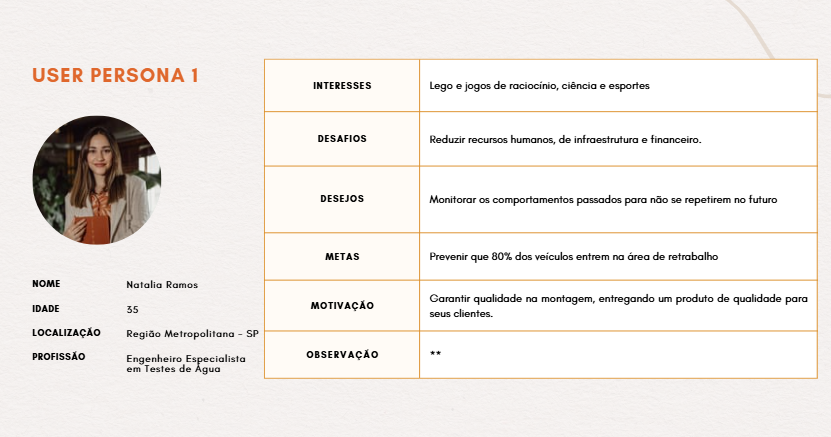 USER PERSONA 1
NOME Natalia Ramos
IDADE 35
LOCALIZAÇÃO Região Metropolitana - SP
PROFISSÃO Engenheiro Especialista
em Testes de Água
INTERESSES Lego e jogos de raciocínio, ciência e esportes
DESAFIOS Reduzir recursos humanos, de infraestrutura e financeiro.
DESEJOS Monitorar os comportamentos passados para não se repetirem no futuro
METAS Prevenir que 80% dos veículos entrem na área de retrabalho
MOTIVAÇÃO Garantir qualidade na montagem, entregando um produto de qualidade para
seus clientes.
OBSERVAÇÃO **